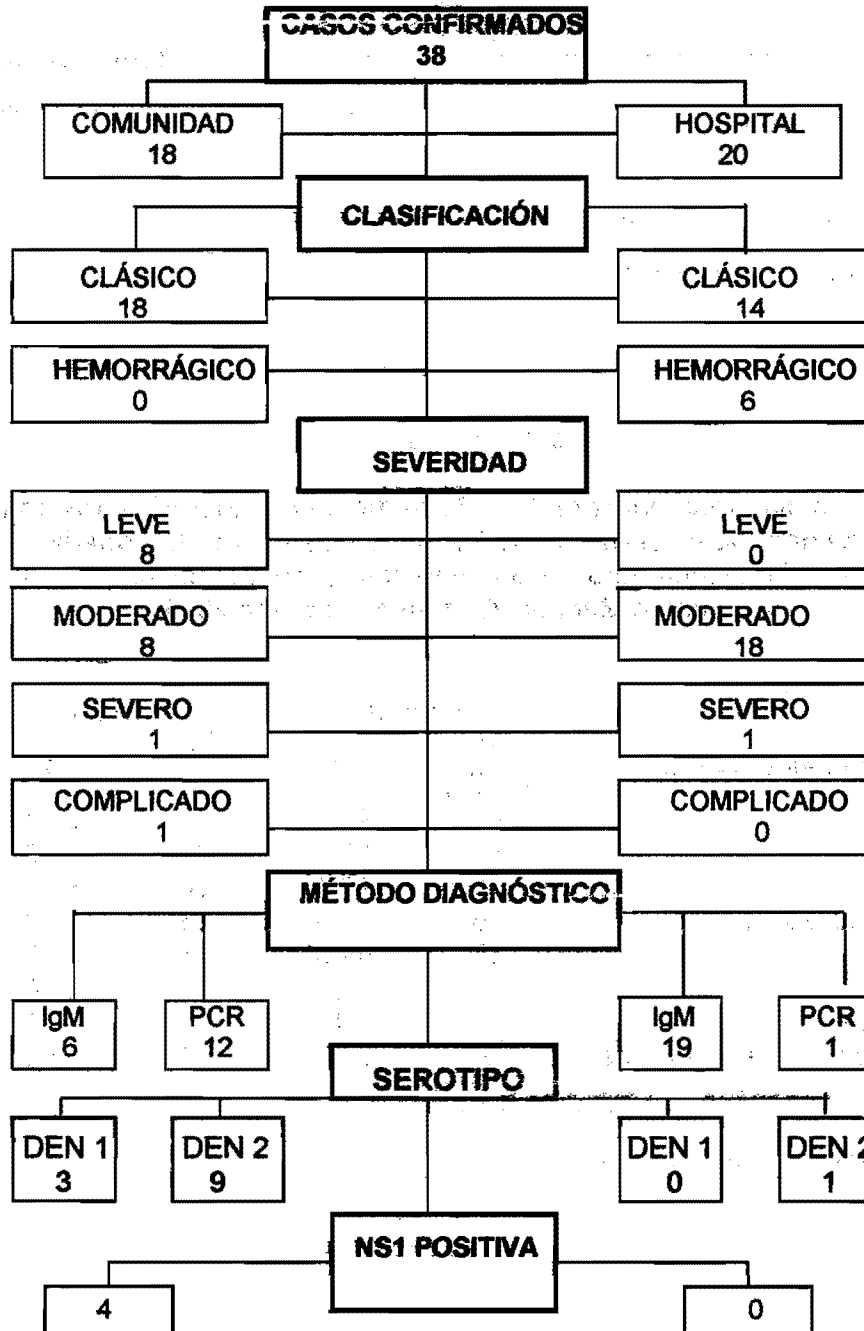 CASOS CONFIRMADOS
38
COMUNIDAD
18
HOSPITAL
20
CLASIFICACIÓN
CLÁSICO
18
CLÁSICO
14
HEMORRÁGICO
0
HEMORRÁGICO
6
SEVERIDAD
LEVE
8
LEVE
0
MODERADO
8
MODERADO
18
SEVERO
1
SEVERO
1
COMPLICADO
1
COMPLICADO
0
MÉTODO DIAGNÓSTICO
IgM
6
PCR
12
IgM
19
PCR
1
SEROTIPO
DEN 1
3
DEN 2
9
DEN 1
0
DEN 2
1
NS1 POSITIVA
4
0